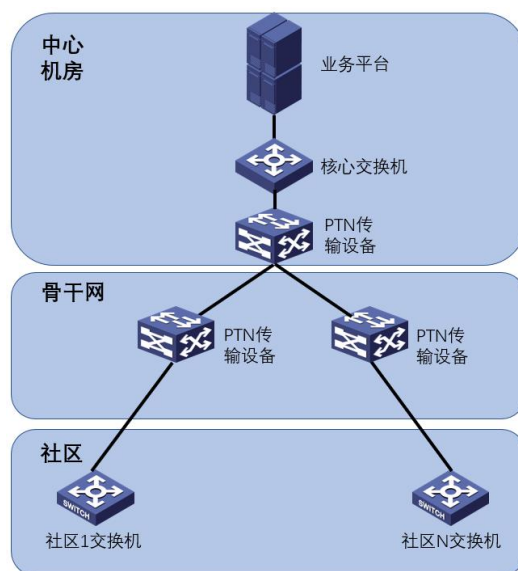 中心
机房
业务平台
核心交换机
PTN传
输设备
骨干网
PTN传
输设备
PTN传
输设备
社区
SWITCH
SWITCH
社区1交换机
社区N交换机